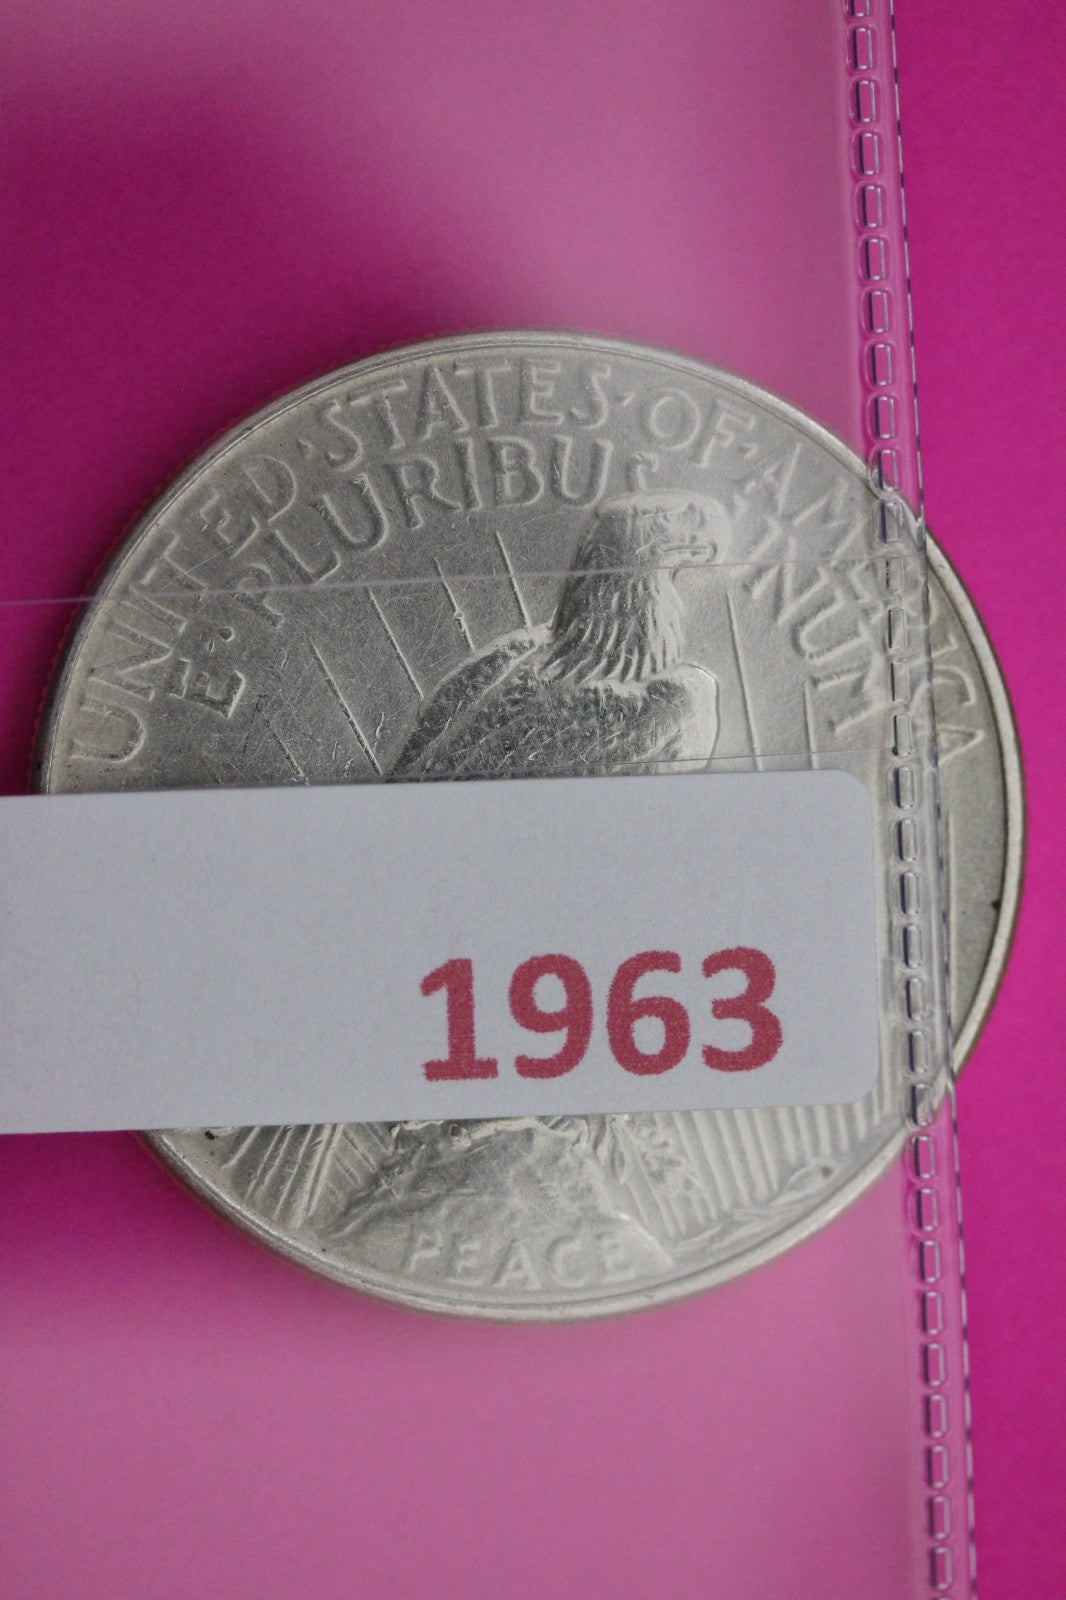 UNITED·STATES·OF·AMERICA
E·PLURIBUS UNUM
1963
PEACE